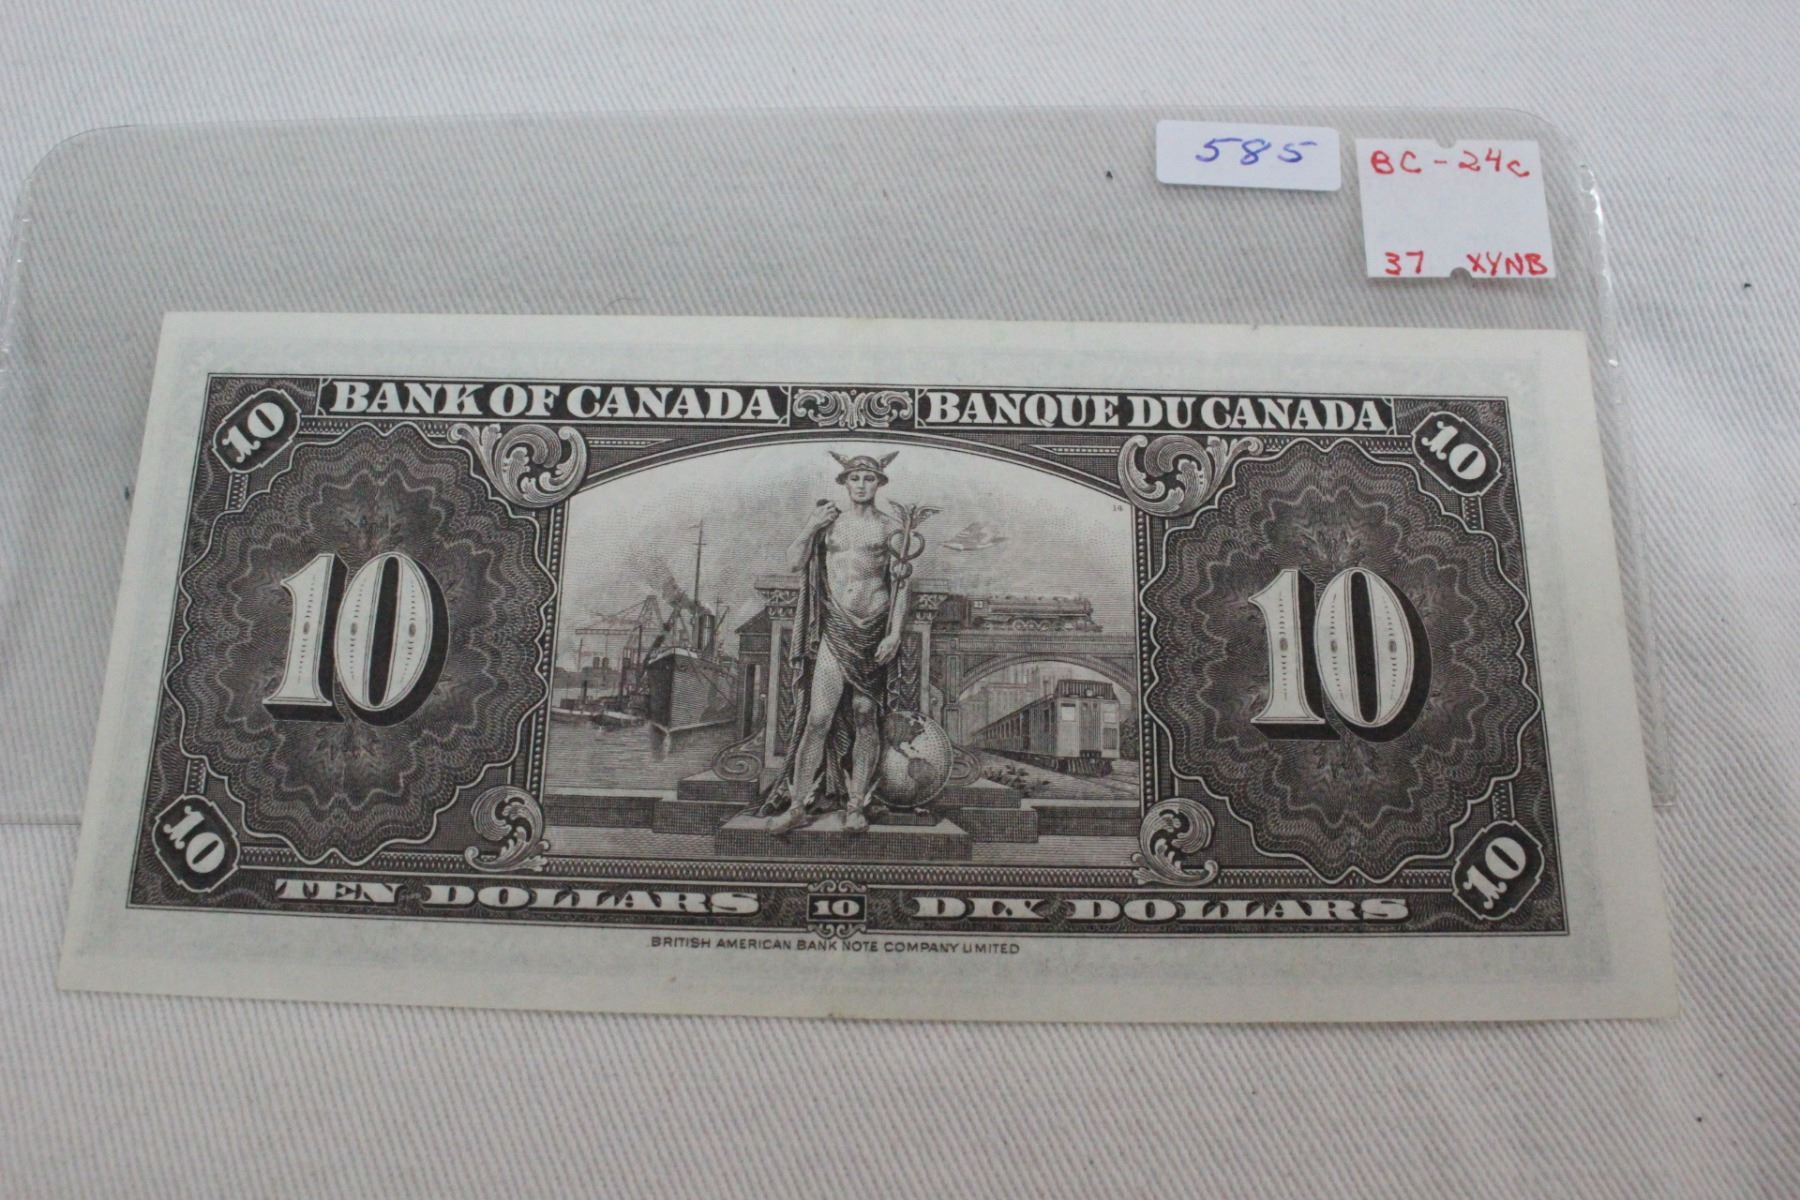 585
BC-24c
37 XYNB
BANK OF CANADA BANQUE DU CANADA
10 10
14
10 10
10 10
TEN DOLLARS 10 DIX DOLLARS
BRITISH AMERICAN BANK NOTE COMPANY LIMITED